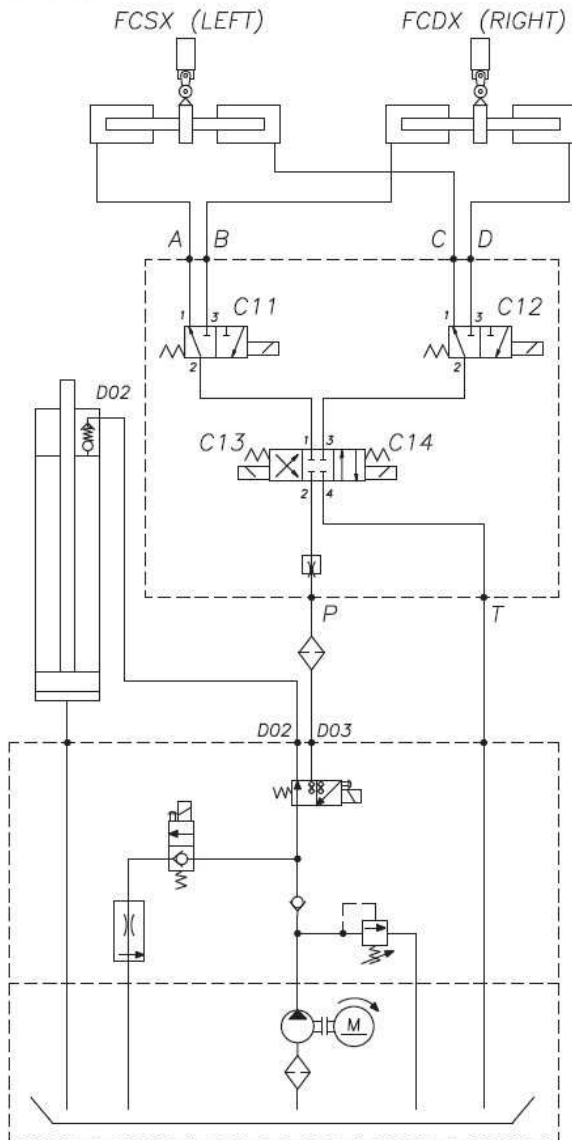 FCSX (LEFT) FCDX (RIGHT)
A B C D
1 3 C11 1 3 C12
2 2
D02
C13 1 3 C14
2 4
P T
D02 D03
M